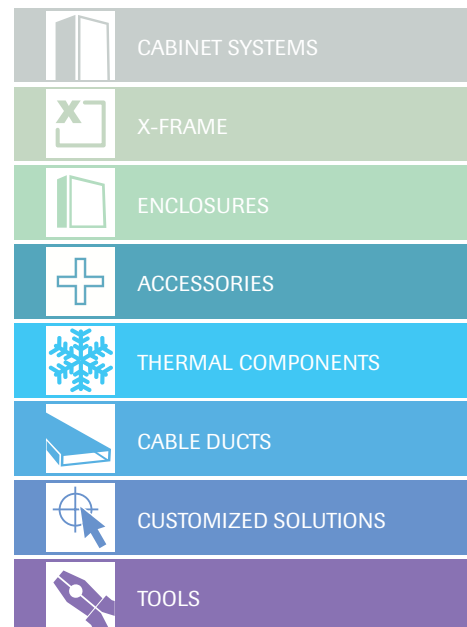 CABINET SYSTEMS
X-FRAME
ENCLOSURES
ACCESSORIES
THERMAL COMPONENTS
CABLE DUCTS
CUSTOMIZED SOLUTIONS
TOOLS